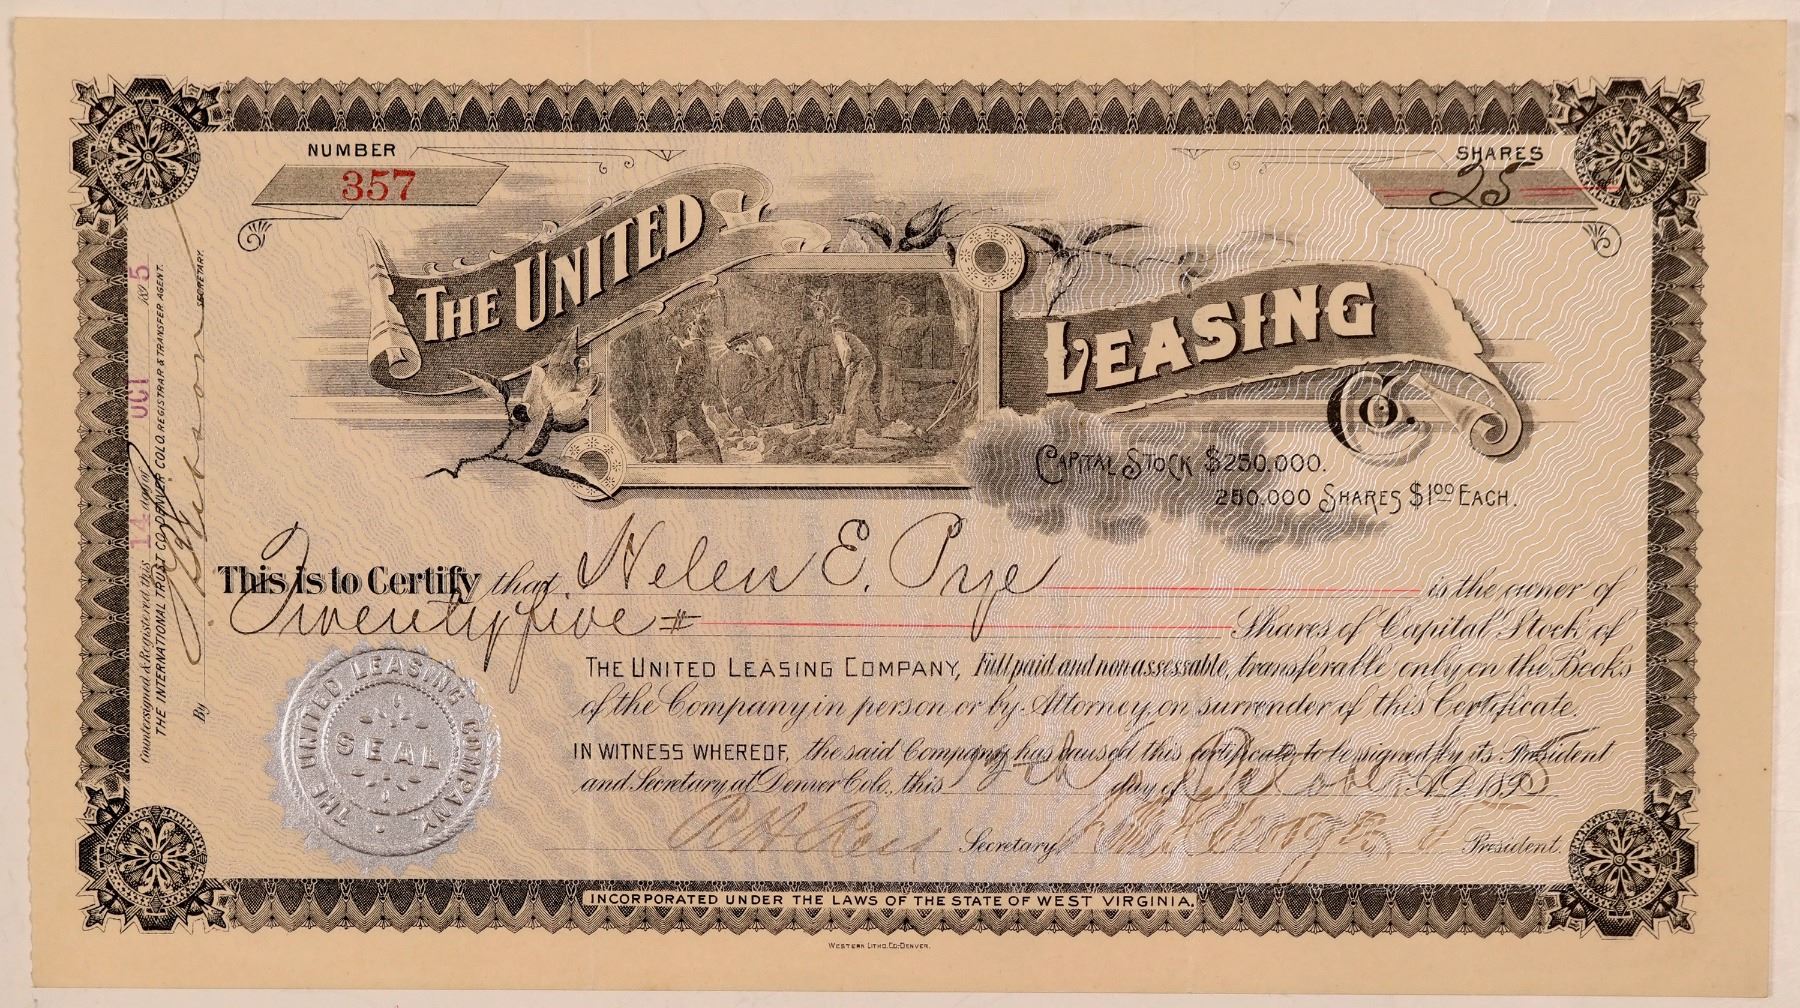 NUMBER
357
SHARES
25
THE UNITED
LEASING
Co.
CAPITAL STOCK $250.000.
250.000 SHARES $1.00 EACH.
This is to Certify that Helen E. Pye is the owner of
Twentyfive Shares of Capital Stock of
THE UNITED LEASING COMPANY, Full paid and nonassessable, transferable only on the Books
of the Company in person or by Attorney on surrender of this Certificate.
IN WITNESS WHEREOF, the said Company has caused this certificate to be signed by its President
and Secretary at Denver Colo, this day of October A.D. 1895
Secretary President.
THE UNITED LEASING COMPANY
SEAL
INCORPORATED UNDER THE LAWS OF THE STATE OF WEST VIRGINIA.
WESTERN LITHO. CO. DENVER.
Countersigned & Registered this 14 day of OCT 1895
THE INTERNATIONAL TRUST CO. DENVER COLO. REGISTRAR & TRANSFER AGENT.
By SECRETARY.